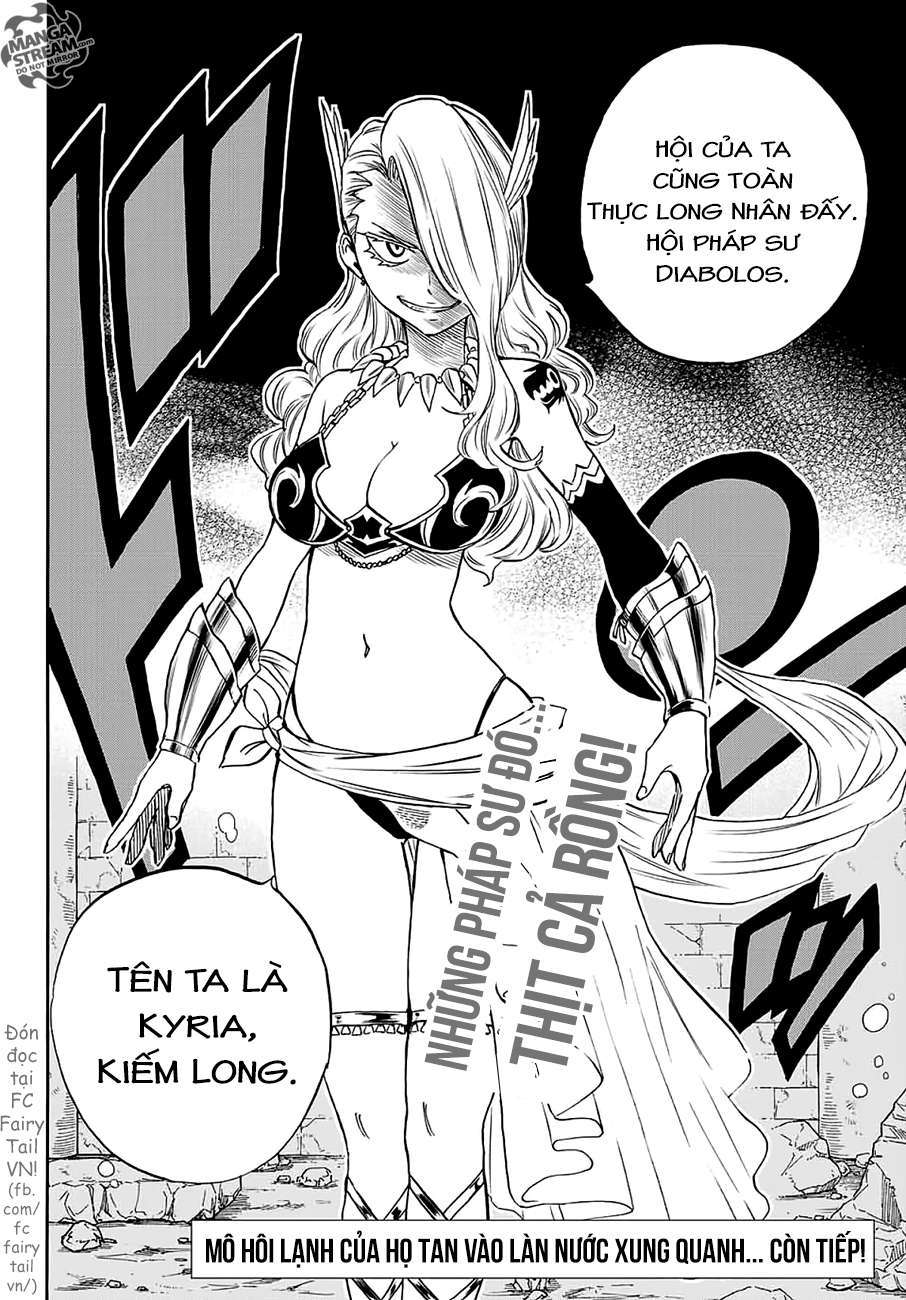 MANGA
STREAM.com
DO NOT MIRROR
HỘI CỦA TA
CŨNG TOÀN
THỰC LONG NHÂN ĐẤY.
HỘI PHÁP SƯ
DIABOLOS.
NHỮNG PHÁP SƯ ĐÓ...
THỊT CẢ RỒNG!
TÊN TA LÀ
KYRIA,
KIẾM LONG.
Đón
đọc
tại
FC
Fairy
Tail
VN!
(fb.
com/
fc
fairy
tail
vn/)
MÔ HÔI LẠNH CỦA HỌ TAN VÀO LÀN NƯỚC XUNG QUANH... CÒN TIẾP!